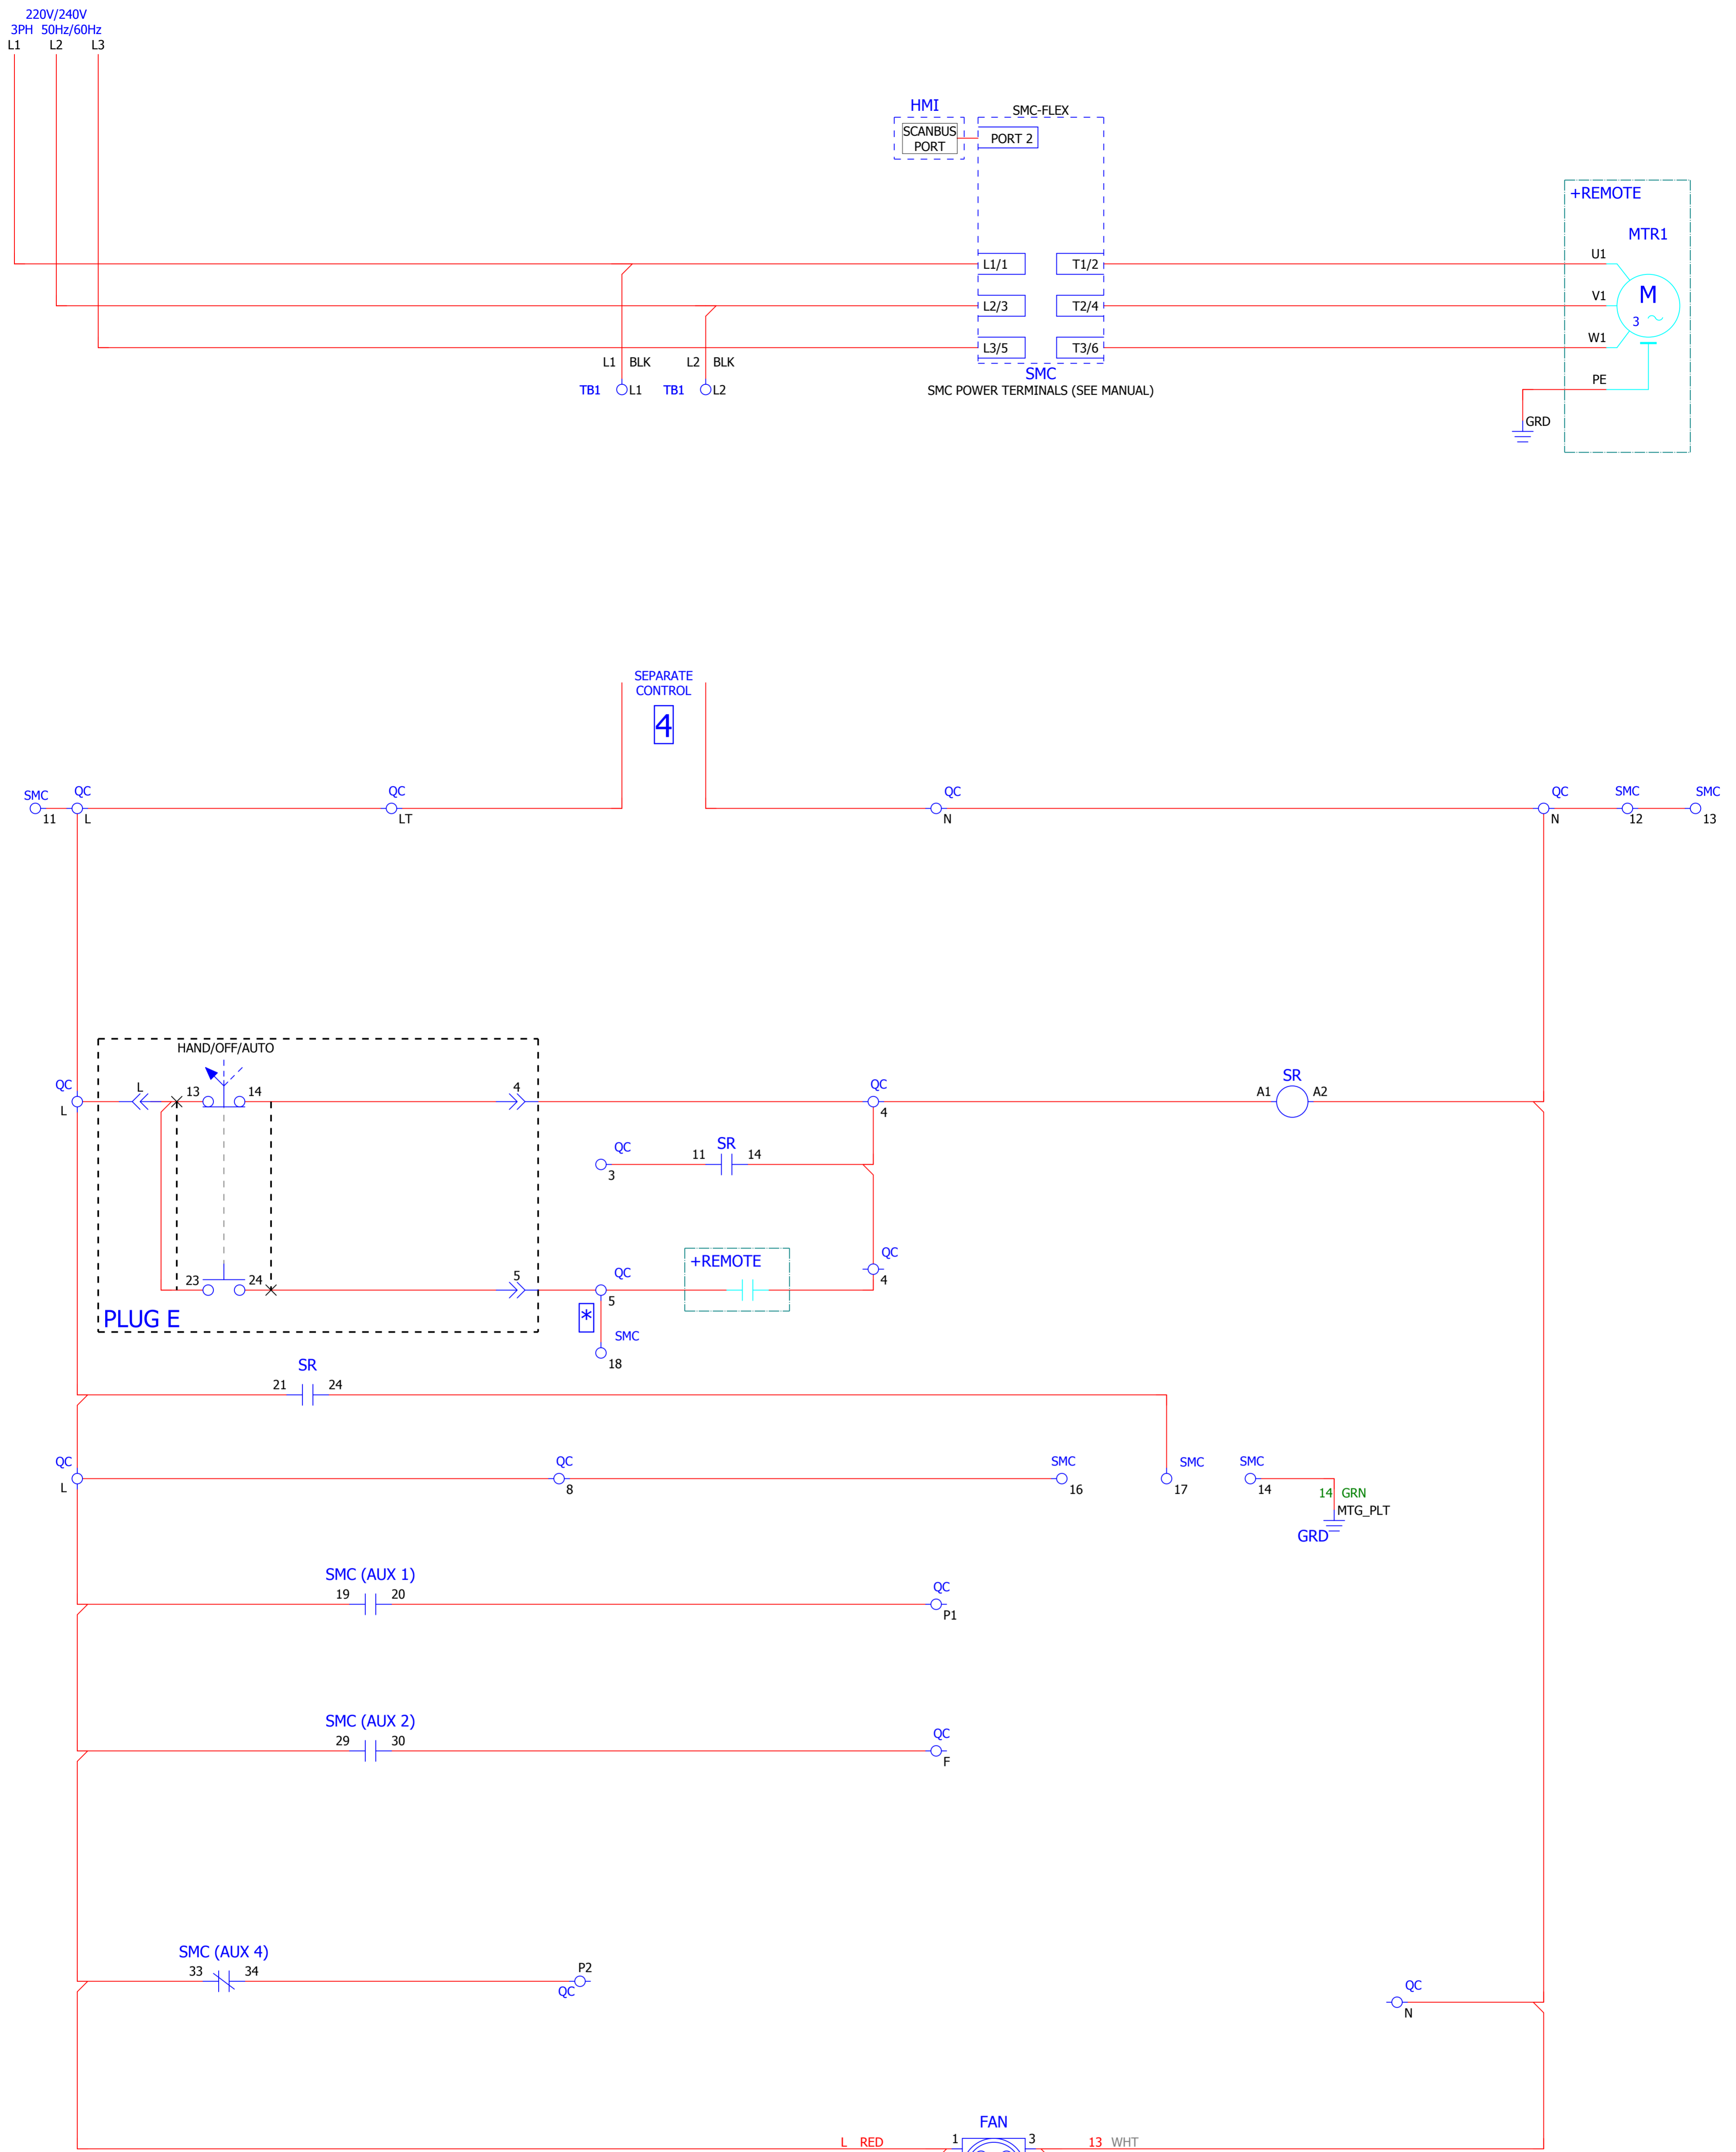 220V/240V
3PH 50Hz/60Hz
L1 L2 L3
HMI
SCANBUS
PORT
SMC-FLEX
PORT 2
+REMOTE
MTR1
L1/1 T1/2 U1
L2/3 T2/4 V1
M
3
L3/5 T3/6 W1
L1 BLK L2 BLK
SMC
SMC POWER TERMINALS (SEE MANUAL)
TB1 L1 TB1 L2
PE
GRD
SEPARATE
CONTROL
4
SMC QC QC QC QC SMC SMC
11 L LT N N 12 13
HAND/OFF/AUTO
QC L 13 14 4 QC A1 SR A2
L 4
QC SR
3 11 14
+REMOTE QC
4
23 24 5 QC
5
PLUG E
*
SMC
18
SR
21 24
QC QC SMC SMC SMC
L 8 16 17 14
14 GRN
MTG_PLT
GRD
SMC (AUX 1)
19 20 QC
P1
SMC (AUX 2)
29 30 QC
F
SMC (AUX 4)
33 34 P2
QC
QC
N
FAN
L RED 1 3 13 WHT